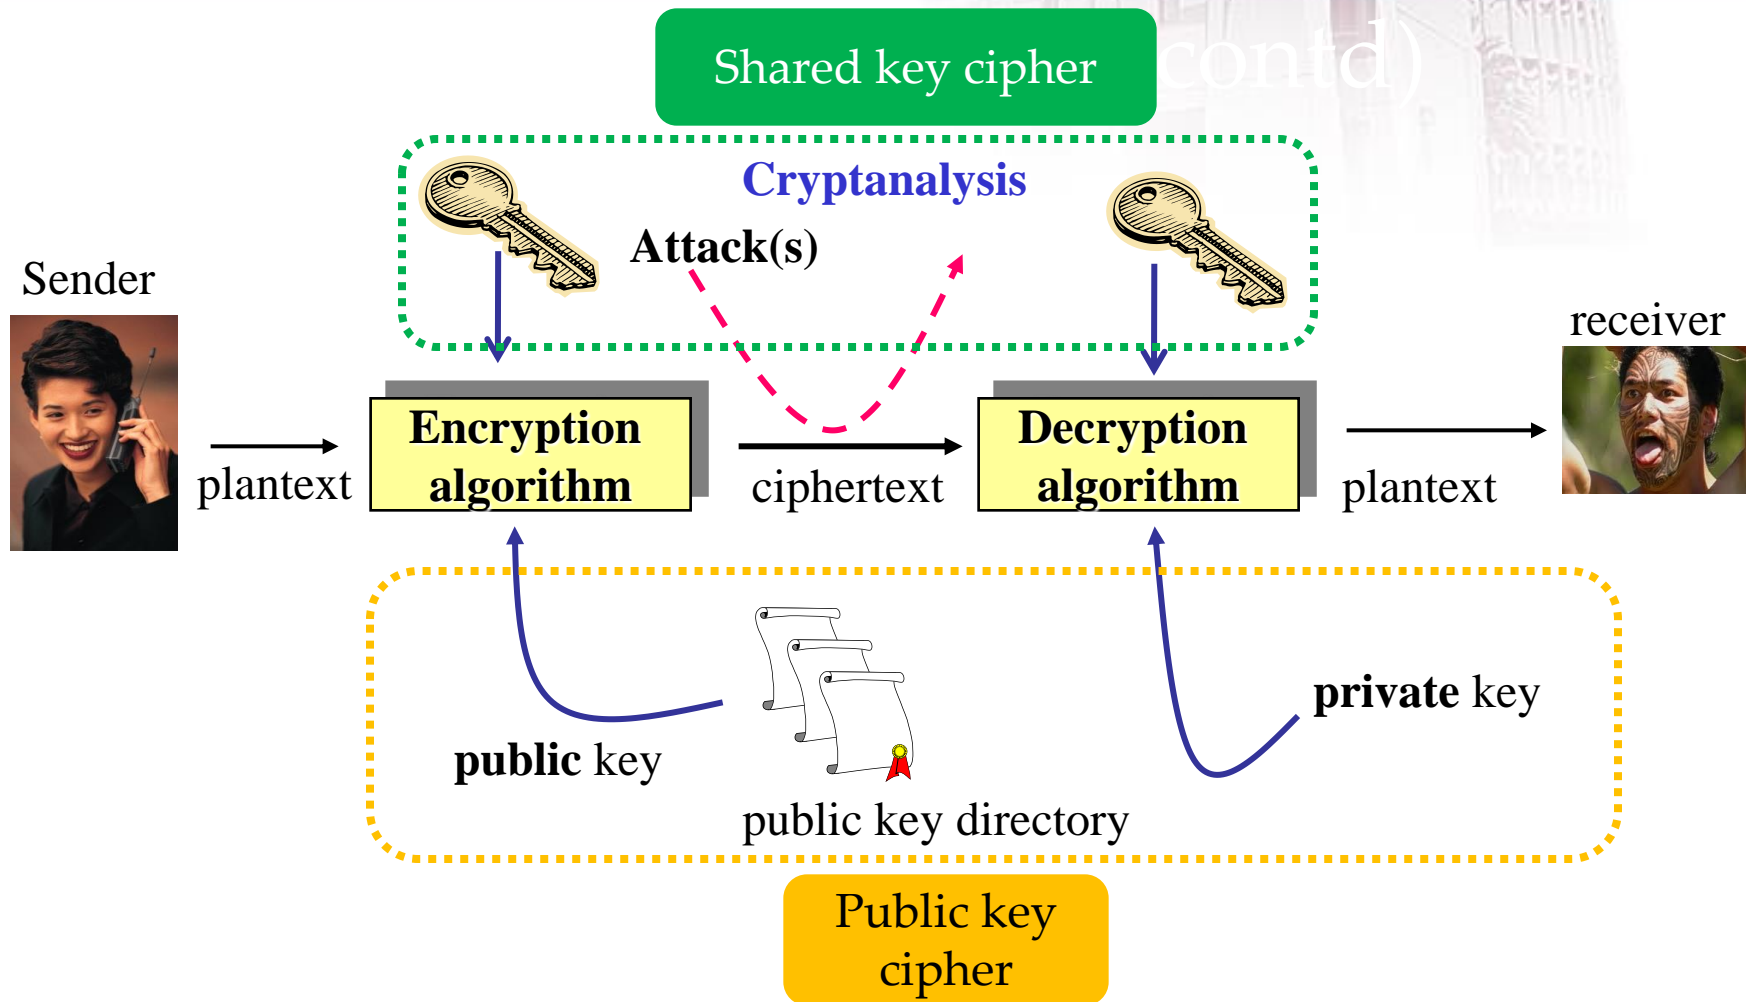 Shared key cipher
contd)
Cryptanalysis
Attack(s)
Sender
receiver
Encryption
algorithm
Decryption
algorithm
plantext
ciphertext
plantext
public key
private key
public key directory
Public key
cipher